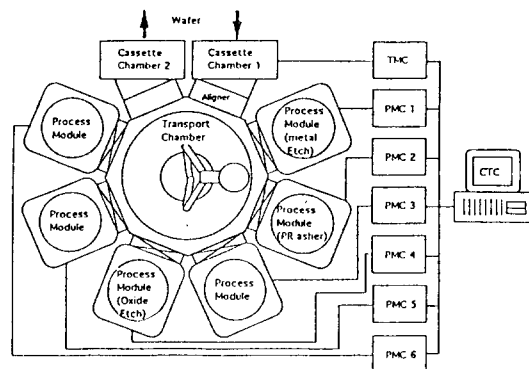 Wafer
Cassette
Chamber 2
Cassette
Chamber 1
TMC
Aligner
Process
Module
Transport
Chamber
Process
Module
(metal
Etch)
PMC 1
PMC 2
CTC
Process
Module
Process
Module
(PR asher)
PMC 3
PMC 4
Process
Module
(Oxide
Etch)
Process
Module
PMC 5
PMC 6